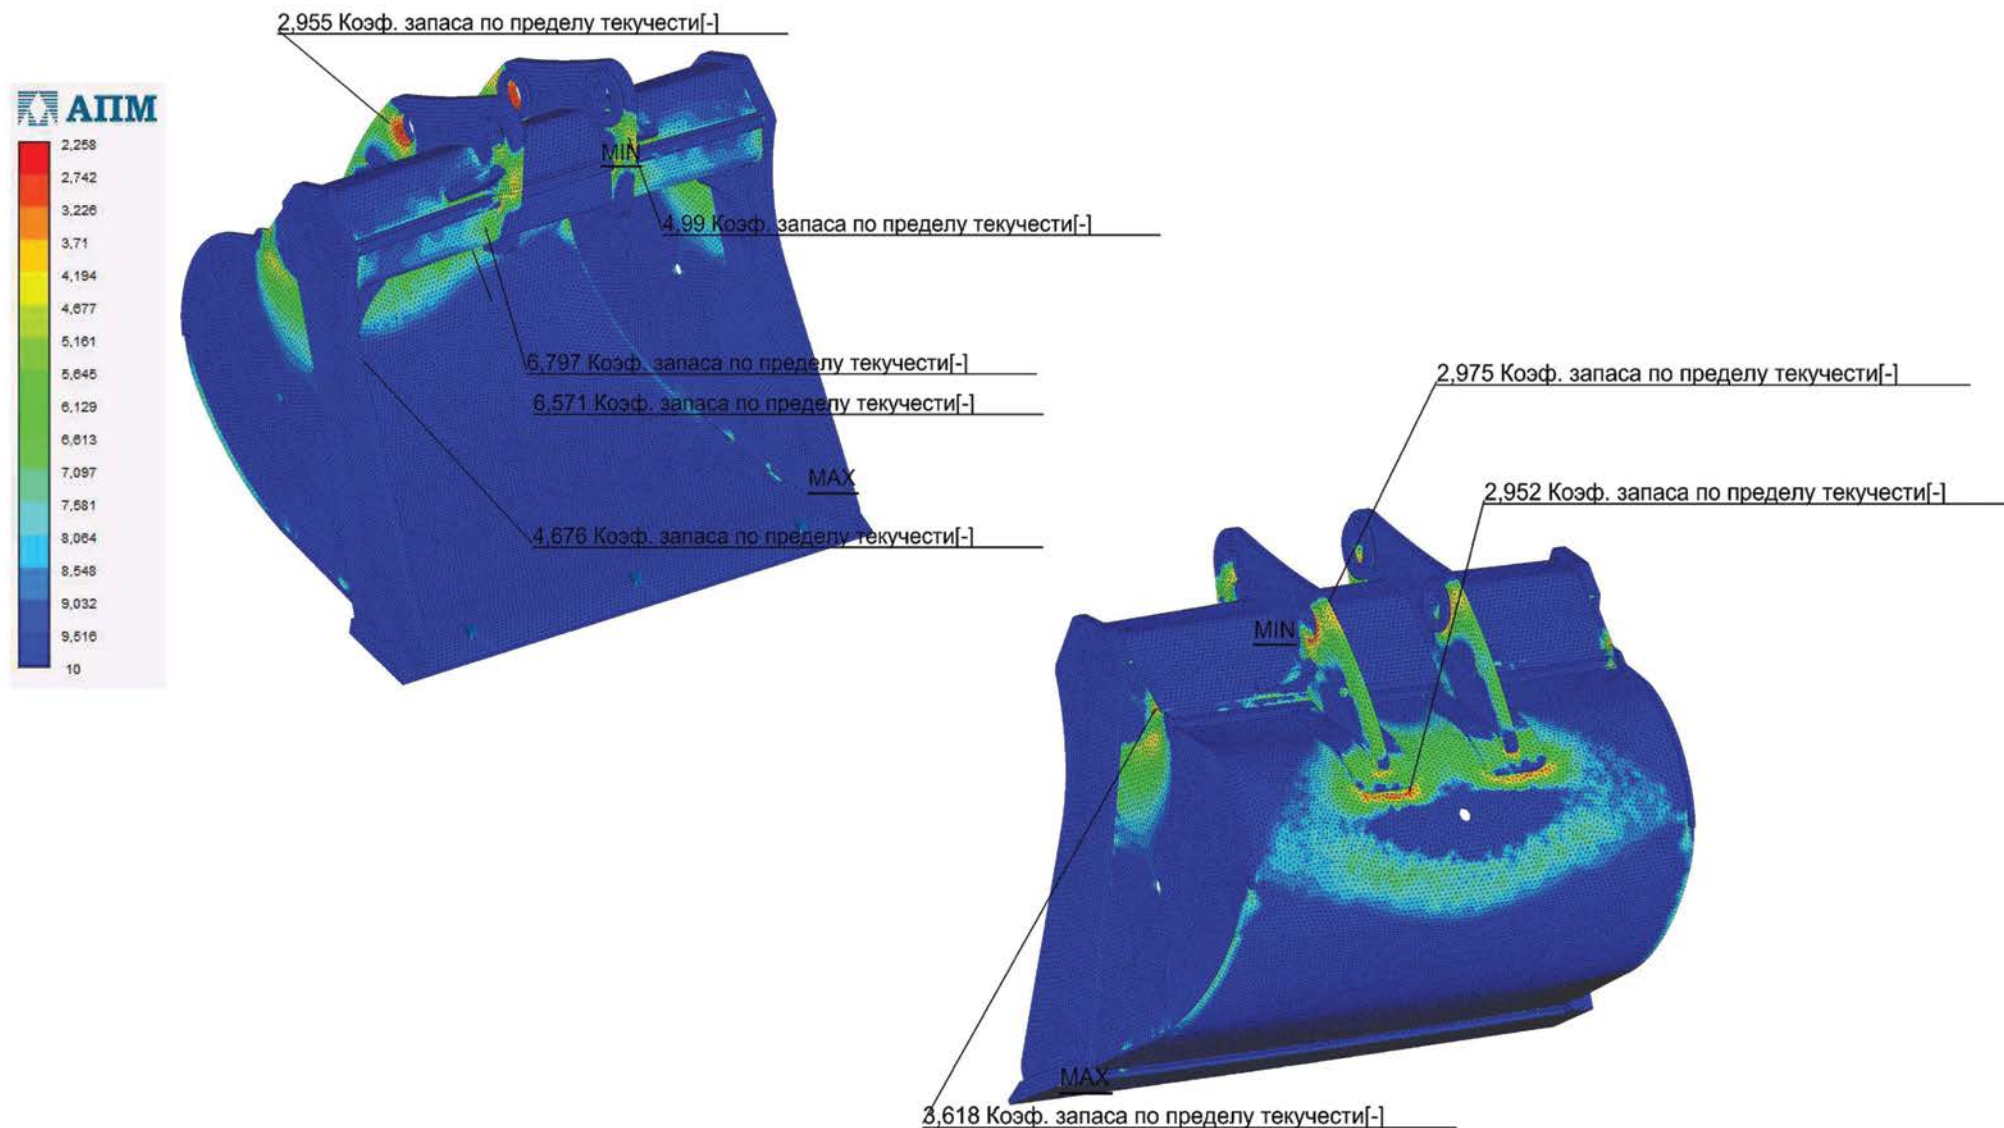 2,955 Коэф. запаса по пределу текучести[-]
АПМ
2,258
2,742
3,226
3,71
4,194
4,677
5,161
5,645
6,129
6,613
7,097
7,581
8,064
8,548
9,032
9,516
10
MIN
4,99 Коэф. запаса по пределу текучести[-]
6,797 Коэф. запаса по пределу текучести[-]
6,571 Коэф. запаса по пределу текучести[-]
MAX
4,676 Коэф. запаса по пределу текучести[-]
2,975 Коэф. запаса по пределу текучести[-]
2,952 Коэф. запаса по пределу текучести[-]
MIN
MAX
3,618 Коэф. запаса по пределу текучести[-]